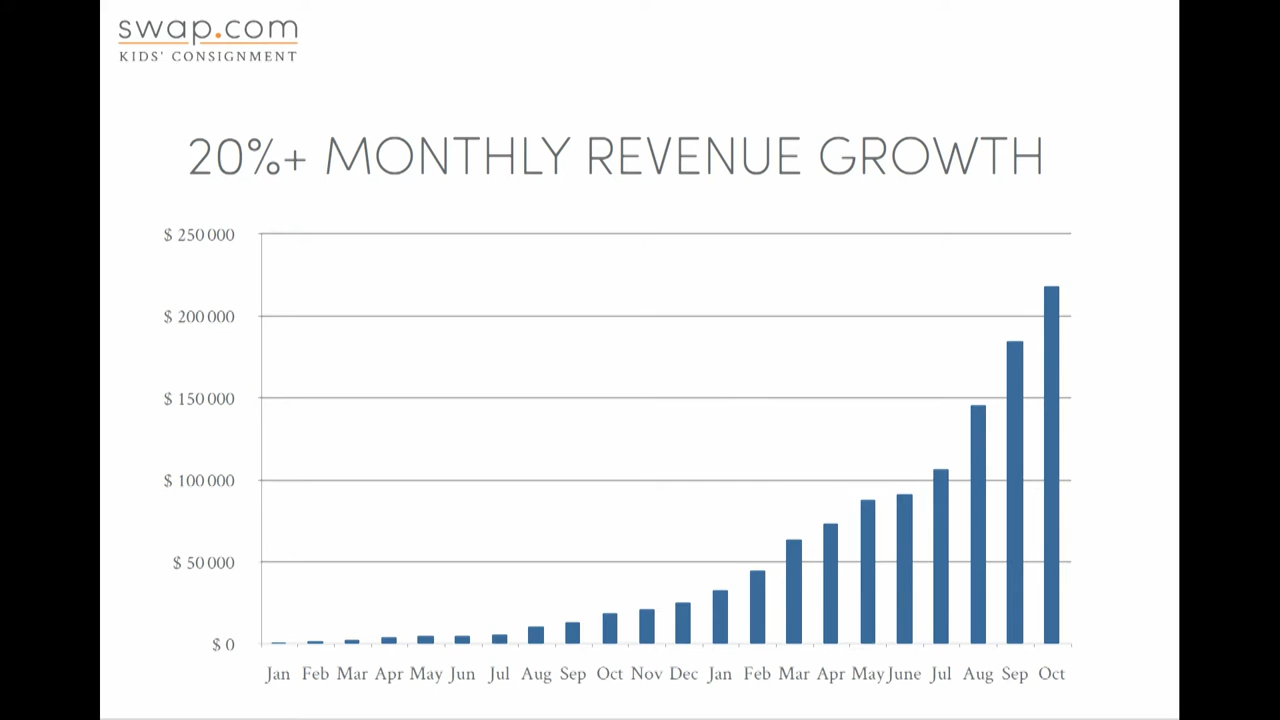 swap.com
KIDS' CONSIGNMENT
20%+ MONTHLY REVENUE GROWTH
$ 250 000
$ 200 000
$ 150 000
$ 100 000
$ 50 000
$ 0
Jan Feb Mar Apr May Jun Jul Aug Sep Oct Nov Dec Jan Feb Mar Apr May June Jul Aug Sep Oct